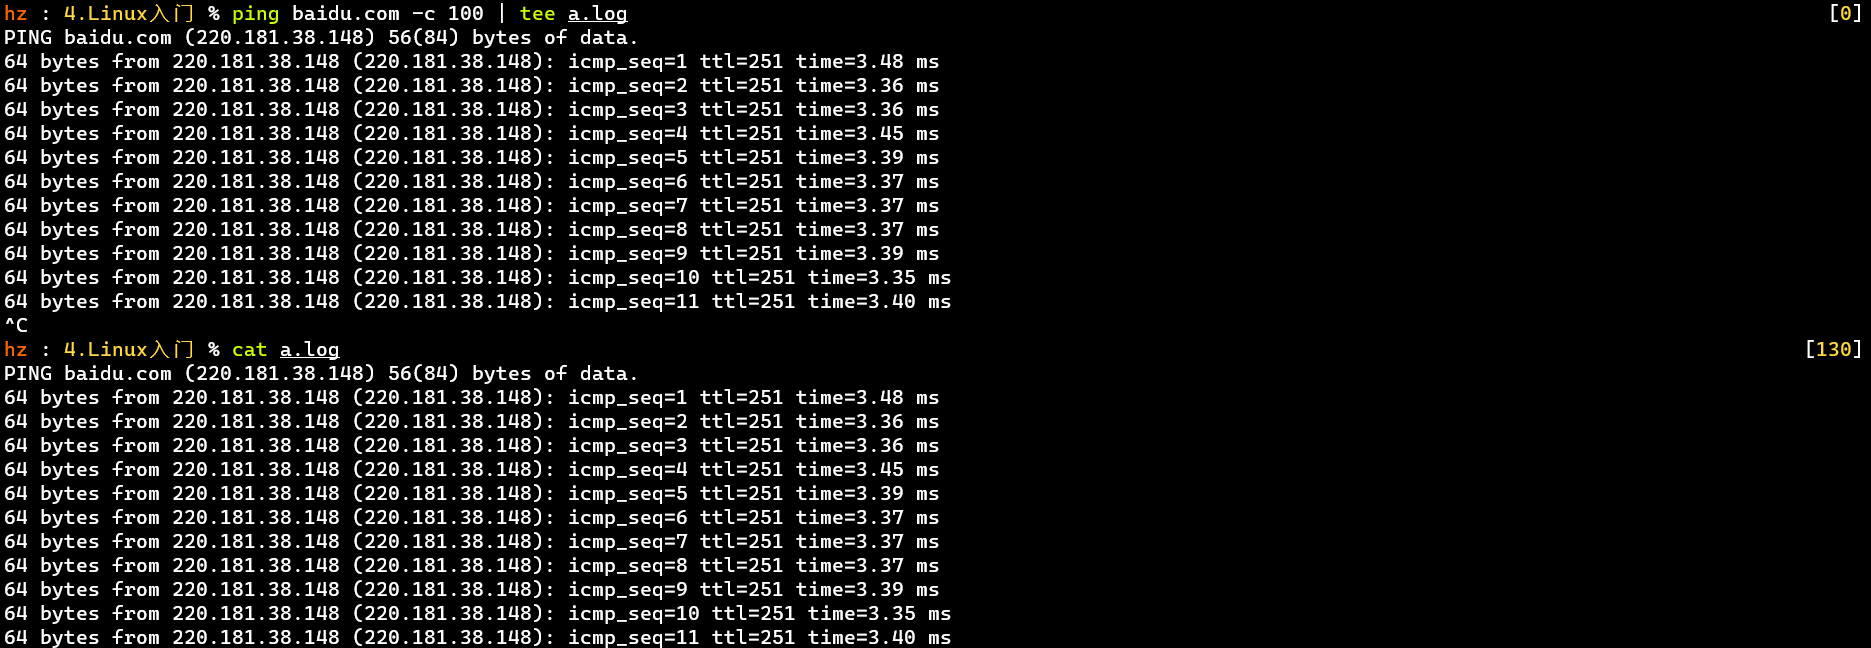 hz : 4.Linux入门 % ping baidu.com -c 100 | tee a.log [0]
PING baidu.com (220.181.38.148) 56(84) bytes of data.
64 bytes from 220.181.38.148 (220.181.38.148): icmp_seq=1 ttl=251 time=3.48 ms
64 bytes from 220.181.38.148 (220.181.38.148): icmp_seq=2 ttl=251 time=3.36 ms
64 bytes from 220.181.38.148 (220.181.38.148): icmp_seq=3 ttl=251 time=3.36 ms
64 bytes from 220.181.38.148 (220.181.38.148): icmp_seq=4 ttl=251 time=3.45 ms
64 bytes from 220.181.38.148 (220.181.38.148): icmp_seq=5 ttl=251 time=3.39 ms
64 bytes from 220.181.38.148 (220.181.38.148): icmp_seq=6 ttl=251 time=3.37 ms
64 bytes from 220.181.38.148 (220.181.38.148): icmp_seq=7 ttl=251 time=3.37 ms
64 bytes from 220.181.38.148 (220.181.38.148): icmp_seq=8 ttl=251 time=3.37 ms
64 bytes from 220.181.38.148 (220.181.38.148): icmp_seq=9 ttl=251 time=3.39 ms
64 bytes from 220.181.38.148 (220.181.38.148): icmp_seq=10 ttl=251 time=3.35 ms
64 bytes from 220.181.38.148 (220.181.38.148): icmp_seq=11 ttl=251 time=3.40 ms
^C
hz : 4.Linux入门 % cat a.log [130]
PING baidu.com (220.181.38.148) 56(84) bytes of data.
64 bytes from 220.181.38.148 (220.181.38.148): icmp_seq=1 ttl=251 time=3.48 ms
64 bytes from 220.181.38.148 (220.181.38.148): icmp_seq=2 ttl=251 time=3.36 ms
64 bytes from 220.181.38.148 (220.181.38.148): icmp_seq=3 ttl=251 time=3.36 ms
64 bytes from 220.181.38.148 (220.181.38.148): icmp_seq=4 ttl=251 time=3.45 ms
64 bytes from 220.181.38.148 (220.181.38.148): icmp_seq=5 ttl=251 time=3.39 ms
64 bytes from 220.181.38.148 (220.181.38.148): icmp_seq=6 ttl=251 time=3.37 ms
64 bytes from 220.181.38.148 (220.181.38.148): icmp_seq=7 ttl=251 time=3.37 ms
64 bytes from 220.181.38.148 (220.181.38.148): icmp_seq=8 ttl=251 time=3.37 ms
64 bytes from 220.181.38.148 (220.181.38.148): icmp_seq=9 ttl=251 time=3.39 ms
64 bytes from 220.181.38.148 (220.181.38.148): icmp_seq=10 ttl=251 time=3.35 ms
64 bytes from 220.181.38.148 (220.181.38.148): icmp_seq=11 ttl=251 time=3.40 ms